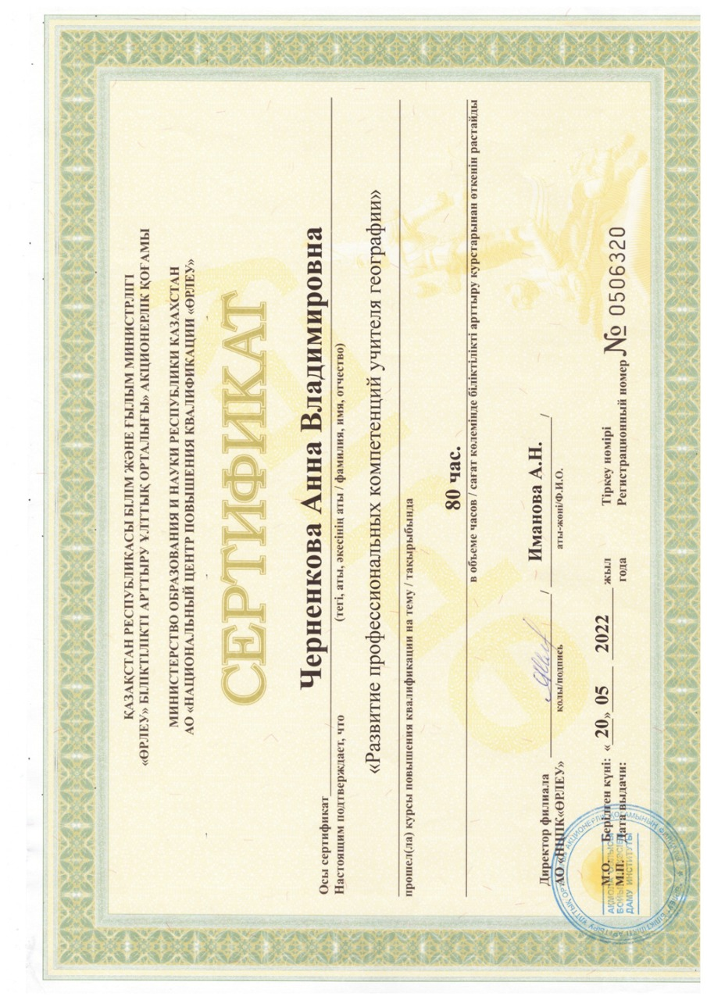 ҚАЗАҚСТАН РЕСПУБЛИКАСЫ БІЛІМ ЖӘНЕ ҒЫЛЫМ МИНИСТРЛІГІ
«ӨРЛЕУ» БІЛІКТІЛІКТІ АРТТЫРУ ҰЛТТЫҚ ОРТАЛЫҒЫ» АКЦИОНЕРЛІК ҚОҒАМЫ
МИНИСТЕРСТВО ОБРАЗОВАНИЯ И НАУКИ РЕСПУБЛИКИ КАЗАХСТАН
АО «НАЦИОНАЛЬНЫЙ ЦЕНТР ПОВЫШЕНИЯ КВАЛИФИКАЦИИ «ӨРЛЕУ»
СЕРТИФИКАТ
Осы сертификат Черненкова Анна Владимировна
Настоящим подтверждает, что (тегі, аты, әкесінің аты / фамилия, имя, отчество)
«Развитие профессиональных компетенций учителя географии»
прошел(ла) курсы повышения квалификации на тему / тақырыбында
80 час.
в объеме часов / сағат көлемінде біліктілікті арттыру курстарынан өткенін растайды
Директор филиала
АО «НЦПК«ӨРЛЕУ» / Иманова А.Н. /
қолы/подпись аты-жөні/Ф.И.О.
М.О. Берілген күні: « 20 » 05 2022 жыл Тіркеу нөмірі
М.П. Дата выдачи: года Регистрационный номер № 0506320
ДАМУ ИНСТИТУТЫ